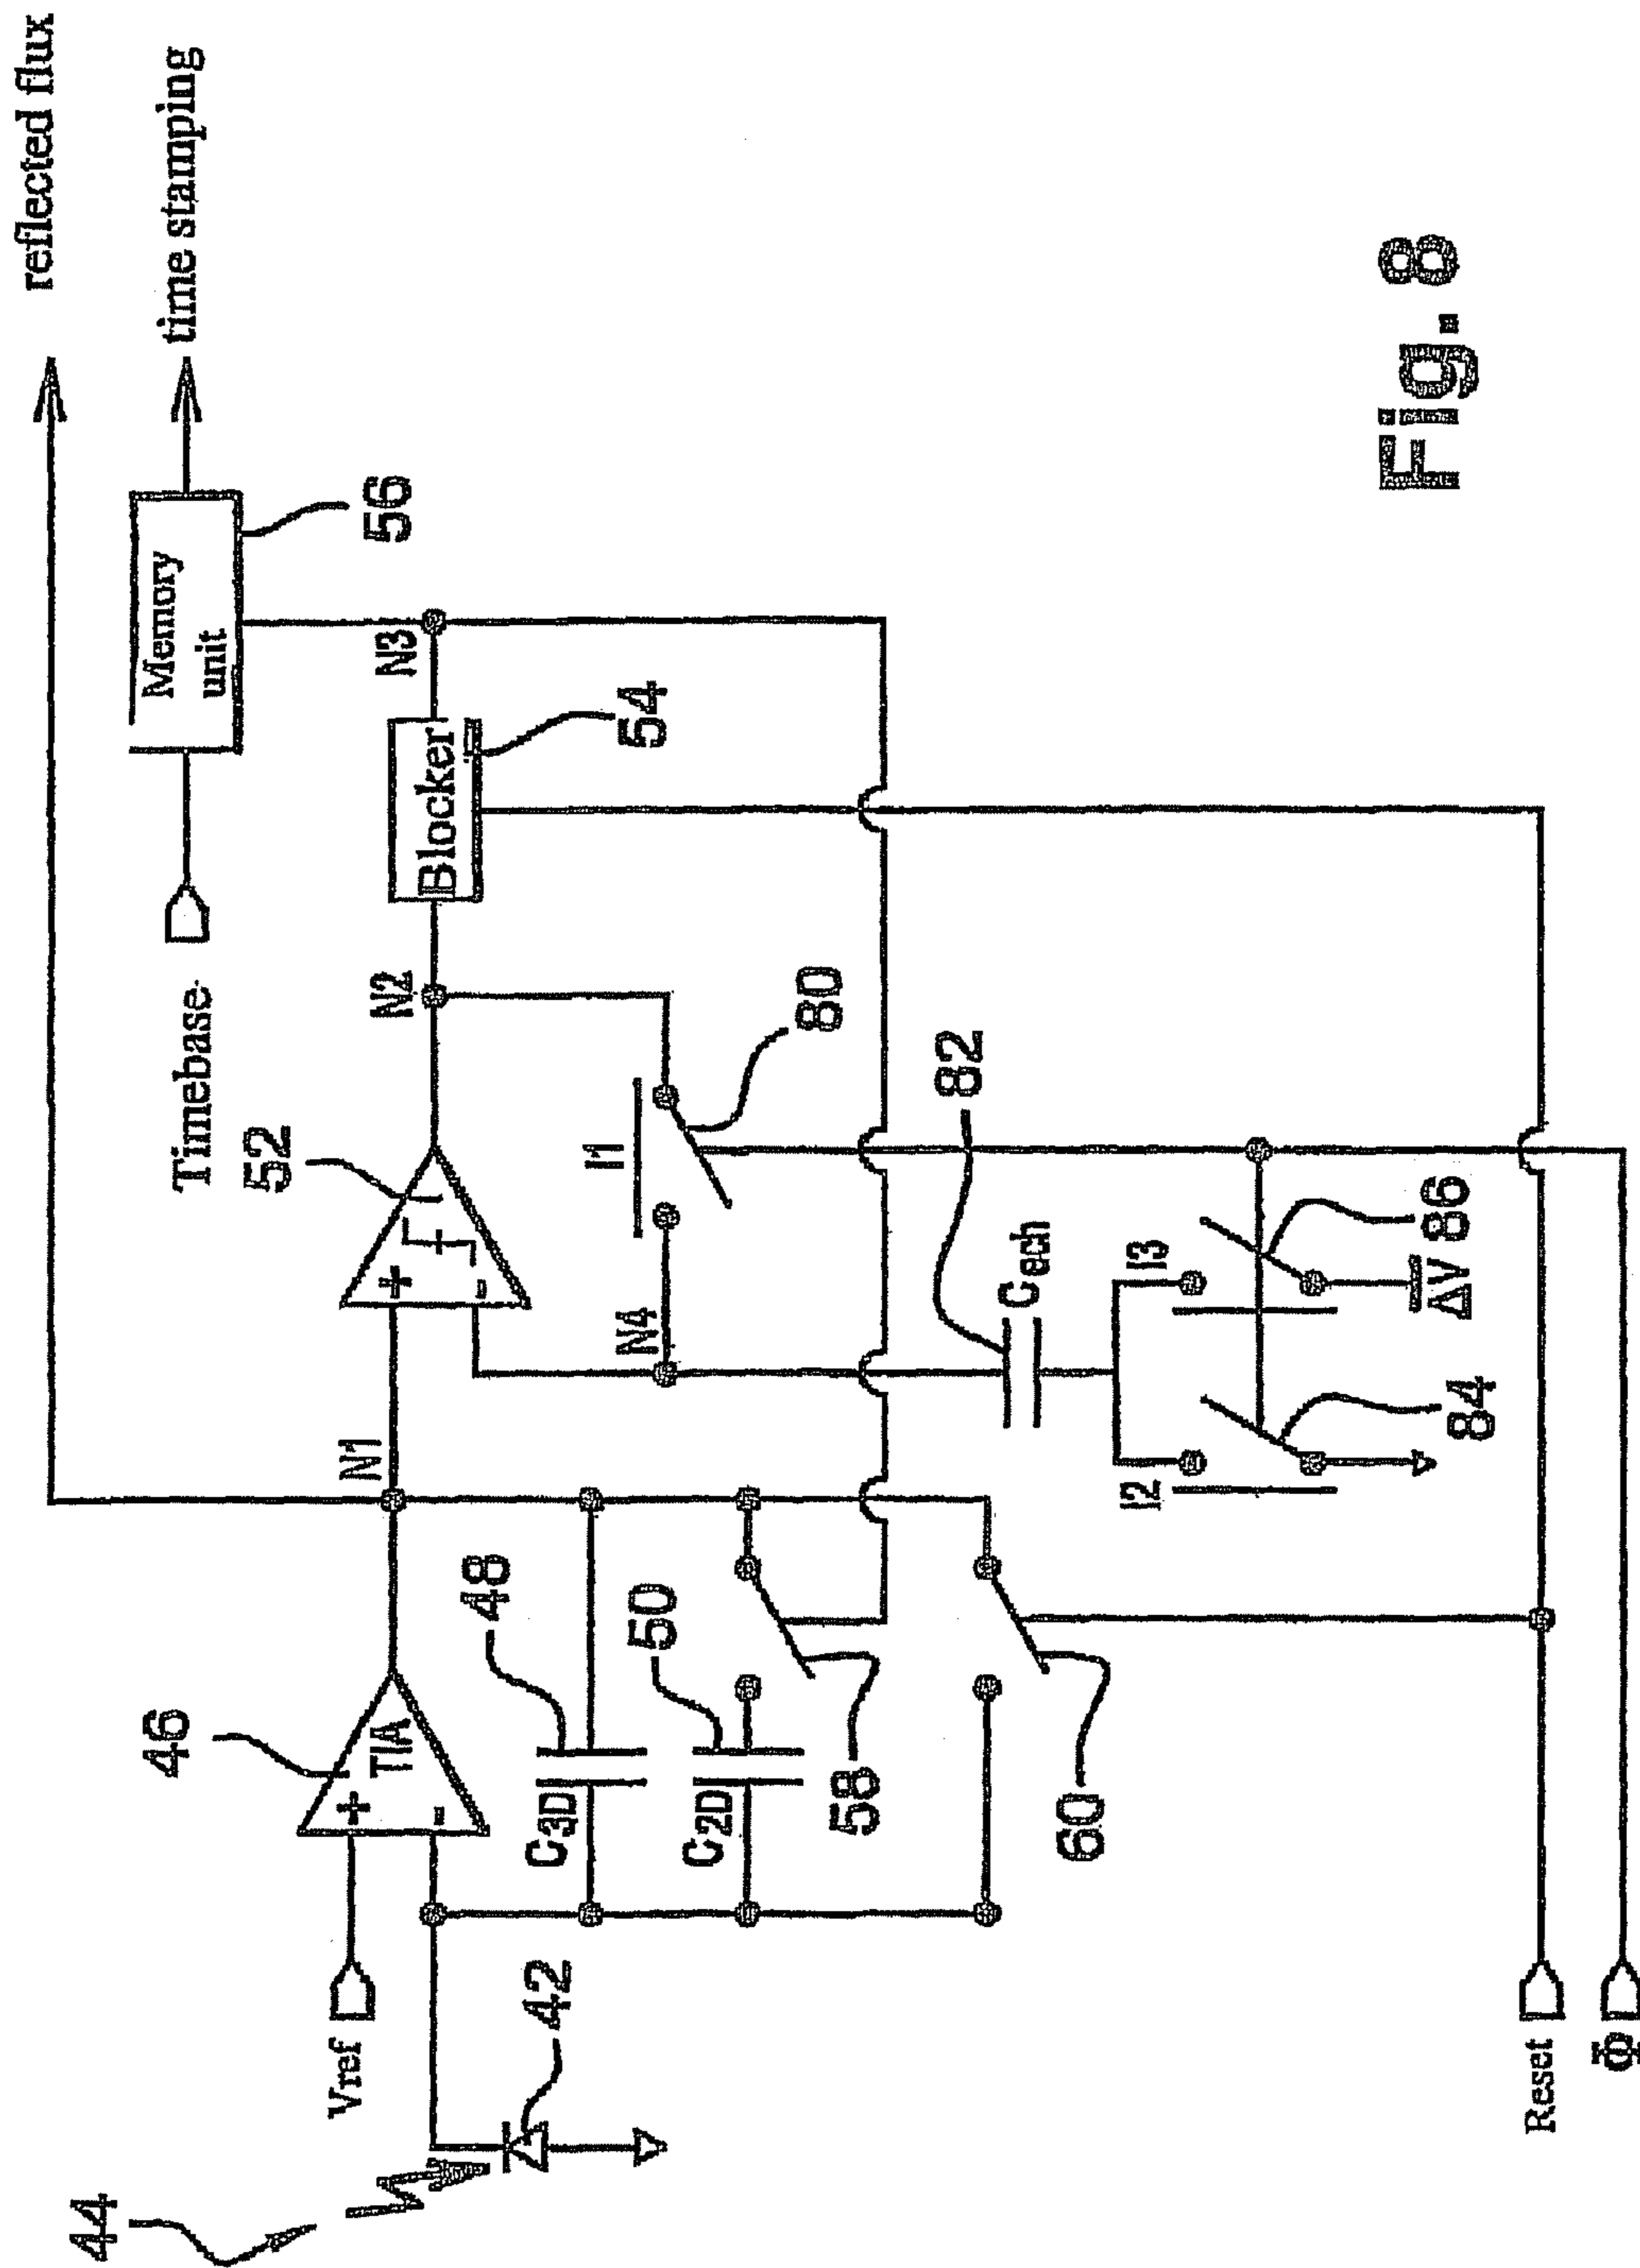 reflected flux
time stamping
Timebase
Memory
unit
56
44
Vref
46
+
-
TIA
N1
52
+
-
N2
Blocker
N3
54
42
C3D
48
C2D
50
58
60
N4
I1
80
82
Cech
I2
84
I3
86
ΔV
Reset
Φ
Fig. 8